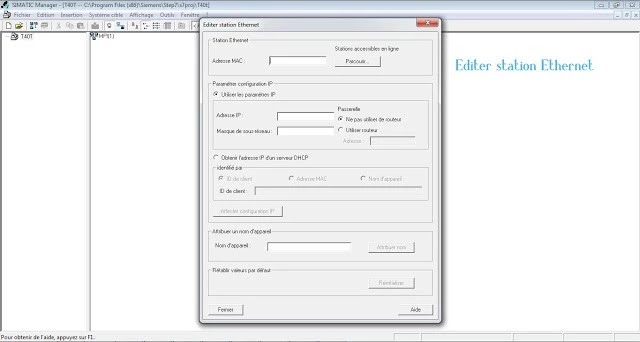 SIMATIC Manager - [T40T -- C:\Program Files (x86)\Siemens\Step7\s7proj\T40t]
Fichier Edition Insertion Système cible Affichage Outils Fenêtre ?
T40T
MPI(1)
Editer station Ethernet
Station Ethernet
Stations accessibles en ligne
Adresse MAC :
Parcourir...
Editer station Ethernet
Paramétrer configuration IP
Utiliser les paramètres IP
Adresse IP :
Passerelle
Ne pas utiliser de routeur
Masque de sous-réseau :
Utiliser routeur
Adresse :
Obtenir l'adresse IP d'un serveur DHCP
identifié par
ID de client
Adresse MAC
Nom d'appareil
ID de client :
Affecter configuration IP
Attribuer un nom d'appareil
Nom d'appareil :
Attribuer nom
Rétablir valeurs par défaut
Réinitialiser
Fermer
Aide
Pour obtenir de l'aide, appuyez sur F1.